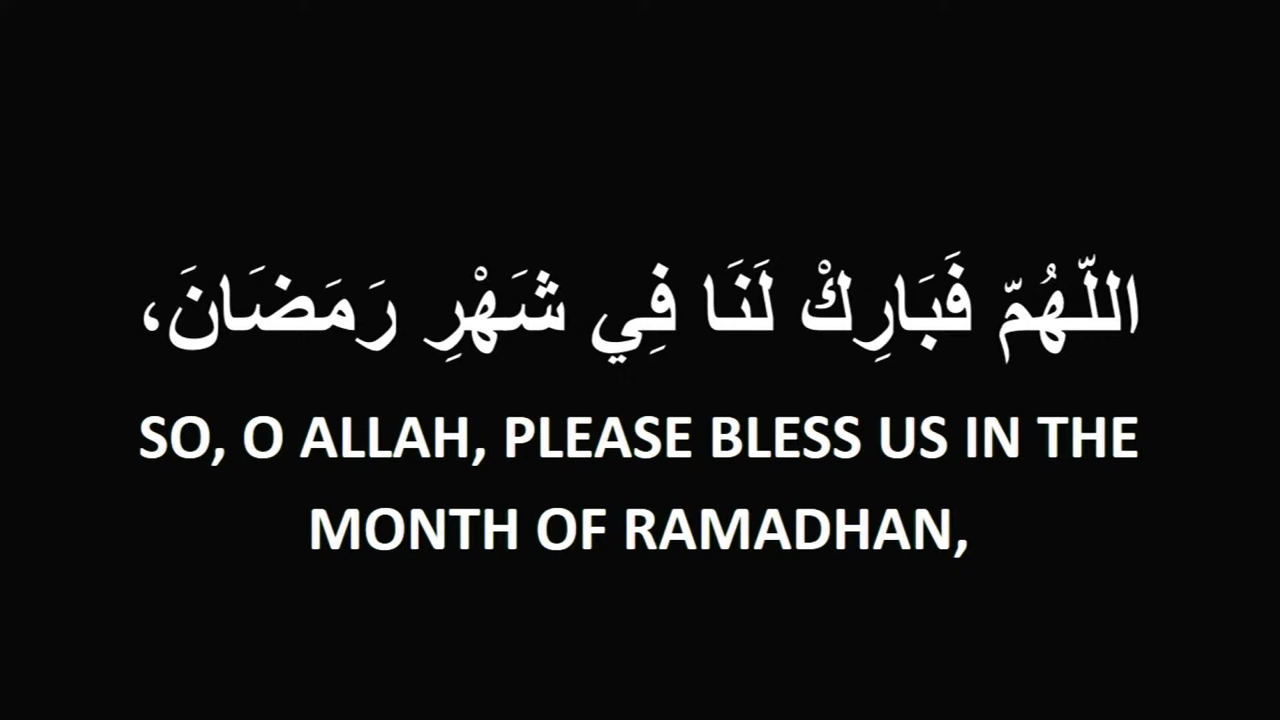 اللّهُمّ فَبَارِكْ لَنَا فِي شَهْرِ رَمَضَانَ،
SO, O ALLAH, PLEASE BLESS US IN THE
MONTH OF RAMADHAN,